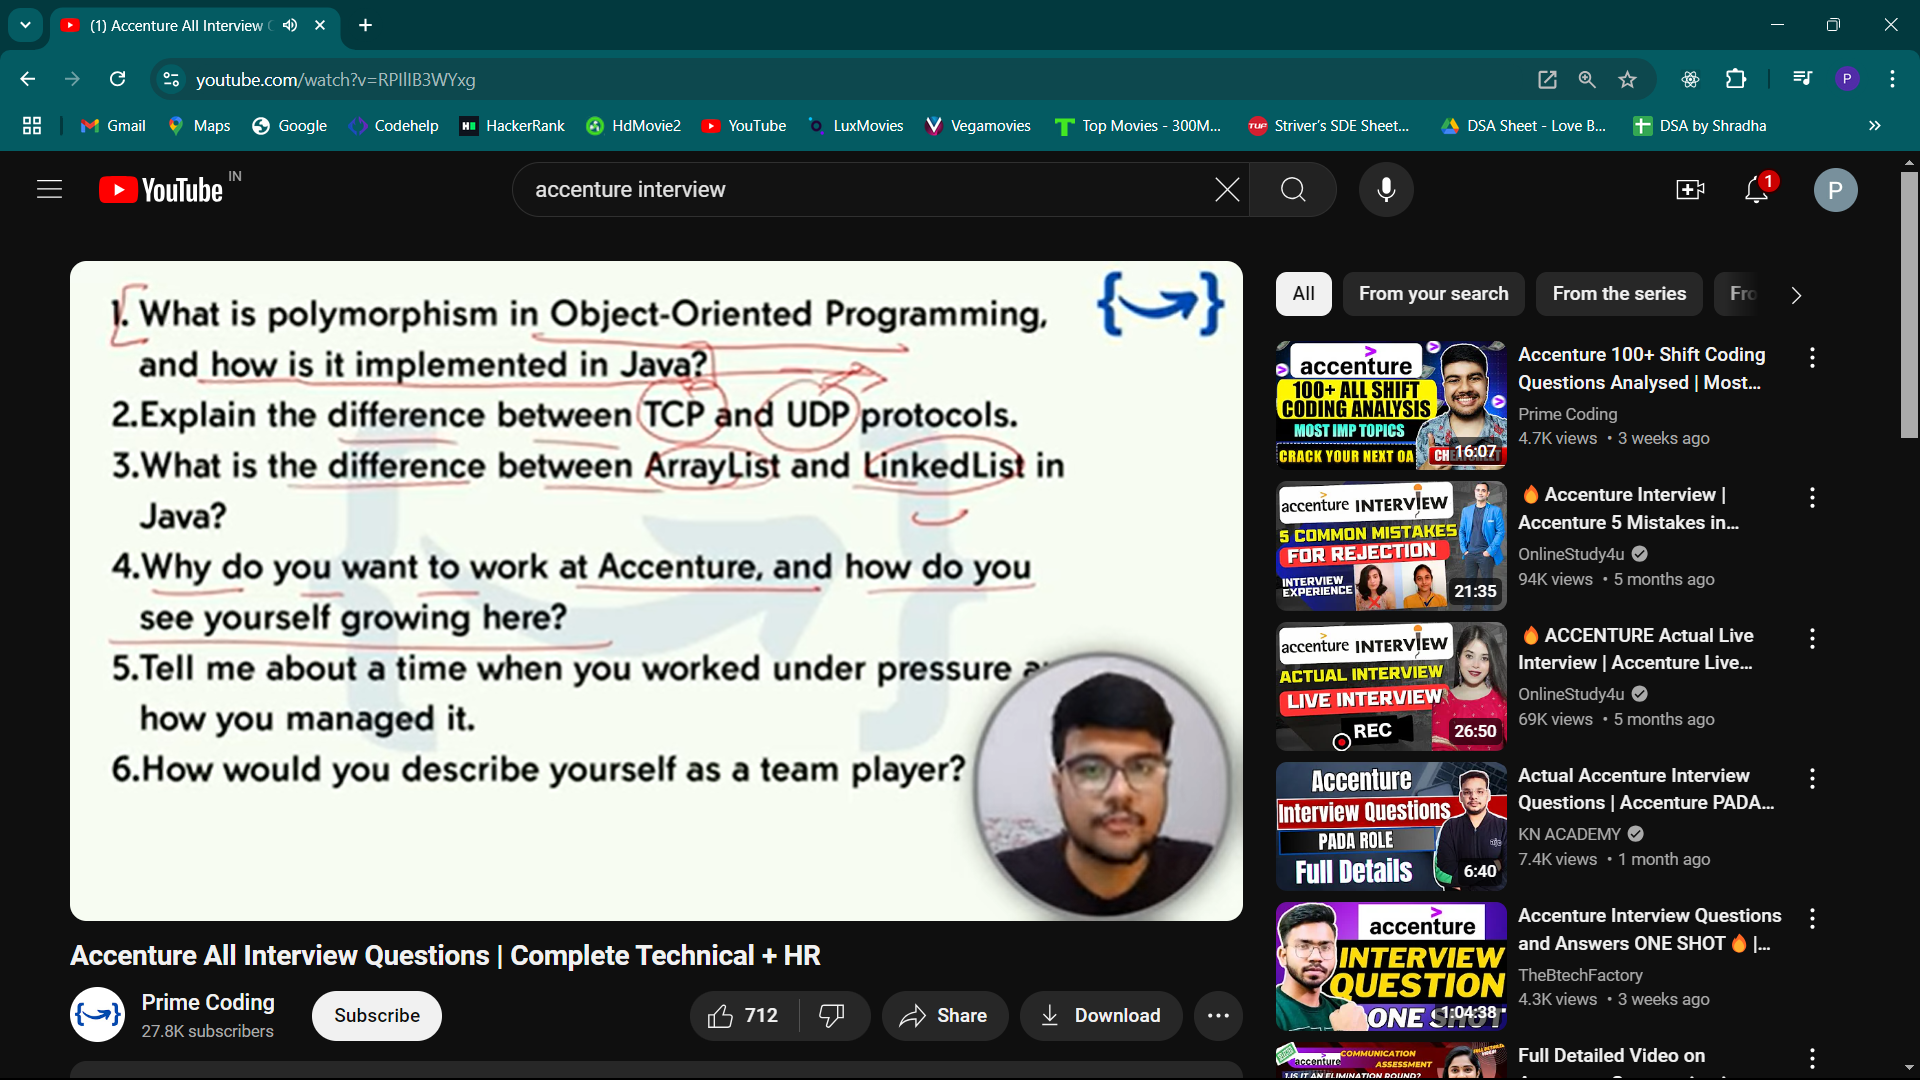 (1) Accenture All Interview
youtube.com/watch?v=RPIlIB3WYxg
P
Gmail
Maps
Google
Codehelp
HackerRank
HdMovie2
YouTube
LuxMovies
Vegamovies
Top Movies - 300M...
Striver's SDE Sheet...
DSA Sheet - Love B...
DSA by Shradha
YouTube IN
accenture interview
1
P
1. What is polymorphism in Object-Oriented Programming,
and how is it implemented in Java?
2.Explain the difference between TCP and UDP protocols.
3.What is the difference between ArrayList and LinkedList in
Java?
4.Why do you want to work at Accenture, and how do you
see yourself growing here?
5.Tell me about a time when you worked under pressure
how you managed it.
6.How would you describe yourself as a team player?
Accenture All Interview Questions | Complete Technical + HR
Prime Coding
27.8K subscribers
Subscribe
712
Share
Download
All
From your search
From the series
Fro
accenture
100+ ALL SHIFT
CODING ANALYSIS
MOST IMP TOPICS
CRACK YOUR NEXT OA
16:07
Accenture 100+ Shift Coding
Questions Analysed | Most...
Prime Coding
4.7K views • 3 weeks ago
accenture INTERVIEW
5 COMMON MISTAKES
FOR REJECTION
INTERVIEW
EXPERIENCE
21:35
🔥 Accenture Interview |
Accenture 5 Mistakes in...
OnlineStudy4u
94K views • 5 months ago
accenture INTERVIEW
ACTUAL INTERVIEW
LIVE INTERVIEW
REC
26:50
🔥 ACCENTURE Actual Live
Interview | Accenture Live...
OnlineStudy4u
69K views • 5 months ago
Accenture
Interview Questions
PADA ROLE
Full Details
6:40
Actual Accenture Interview
Questions | Accenture PADA...
KN ACADEMY
7.4K views • 1 month ago
accenture
INTERVIEW
QUESTION
ONE SHOT
1:04:38
Accenture Interview Questions
and Answers ONE SHOT 🔥 |...
TheBtechFactory
4.3K views • 3 weeks ago
accenture
COMMUNICATION
ASSESSMENT
1.IS IT AN ELIMINATION ROUND?
Full Detailed Video on